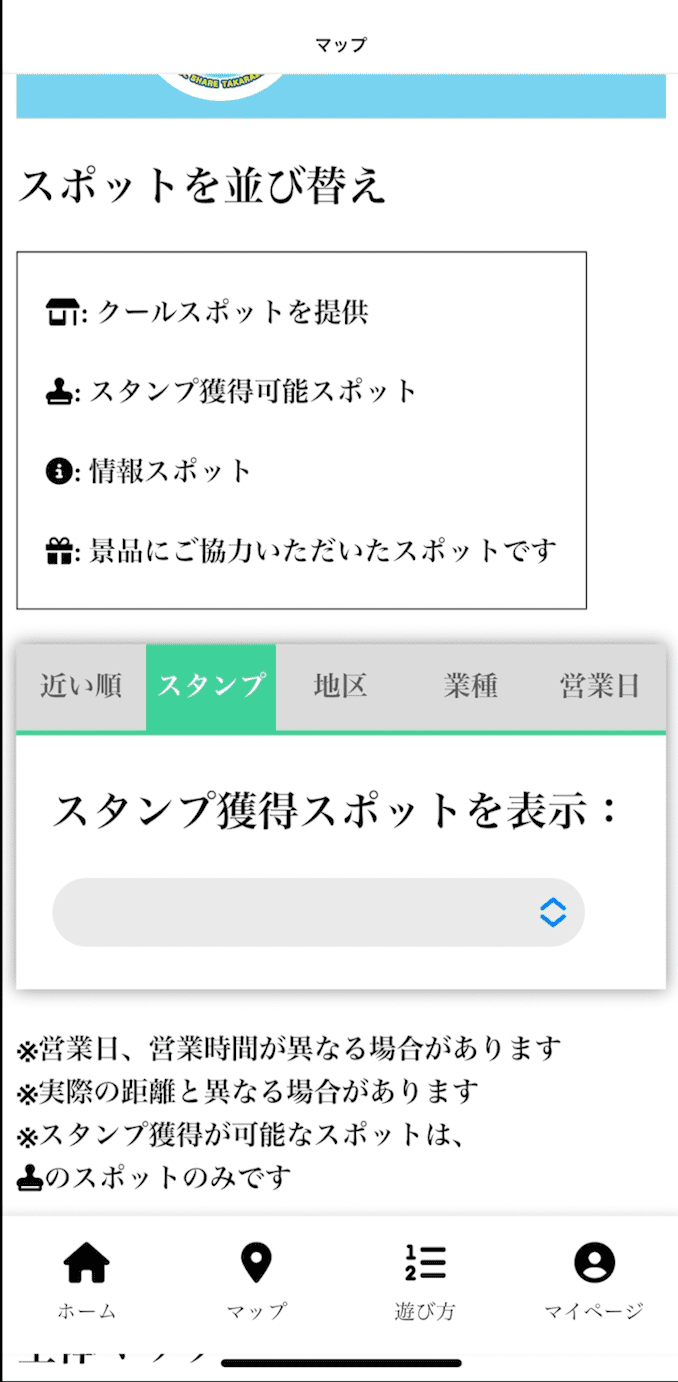 マップ
SHARE TAKARA
スポットを並び替え
: クールスポットを提供
: スタンプ獲得可能スポット
: 情報スポット
: 景品にご協力いただいたスポットです
近い順 スタンプ 地区 業種 営業日
スタンプ獲得スポットを表示：
※営業日、営業時間が異なる場合があります
※実際の距離と異なる場合があります
※スタンプ獲得が可能なスポットは、
のスポットのみです
ホーム マップ 遊び方 マイページ